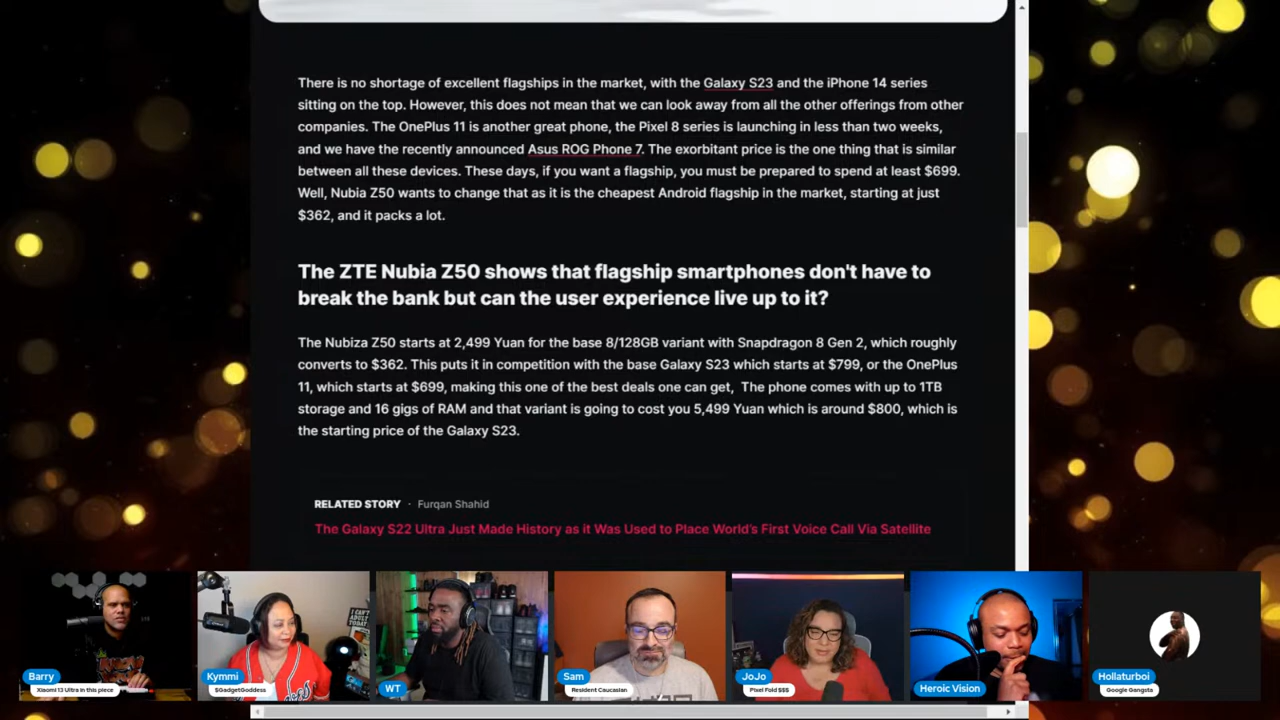 There is no shortage of excellent flagships in the market, with the Galaxy S23 and the iPhone 14 series
sitting on the top. However, this does not mean that we can look away from all the other offerings from other
companies. The OnePlus 11 is another great phone, the Pixel 8 series is launching in less than two weeks,
and we have the recently announced Asus ROG Phone 7. The exorbitant price is the one thing that is similar
between all these devices. These days, if you want a flagship, you must be prepared to spend at least $699.
Well, Nubia Z50 wants to change that as it is the cheapest Android flagship in the market, starting at just
$362, and it packs a lot.
The ZTE Nubia Z50 shows that flagship smartphones don't have to
break the bank but can the user experience live up to it?
The Nubiza Z50 starts at 2,499 Yuan for the base 8/128GB variant with Snapdragon 8 Gen 2, which roughly
converts to $362. This puts it in competition with the base Galaxy S23 which starts at $799, or the OnePlus
11, which starts at $699, making this one of the best deals one can get, The phone comes with up to 1TB
storage and 16 gigs of RAM and that variant is going to cost you 5,499 Yuan which is around $800, which is
the starting price of the Galaxy S23.
RELATED STORY · Furqan Shahid
The Galaxy S22 Ultra Just Made History as it Was Used to Place World's First Voice Call Via Satellite
Barry
Xiaomi 13 Ultra in this piece
Kymmi
$GadgetGoddess
WT
Sam
Resident Caucasian
JoJo
Pixel Fold $$$
Heroic Vision
Hollaturboi
Google Gangsta